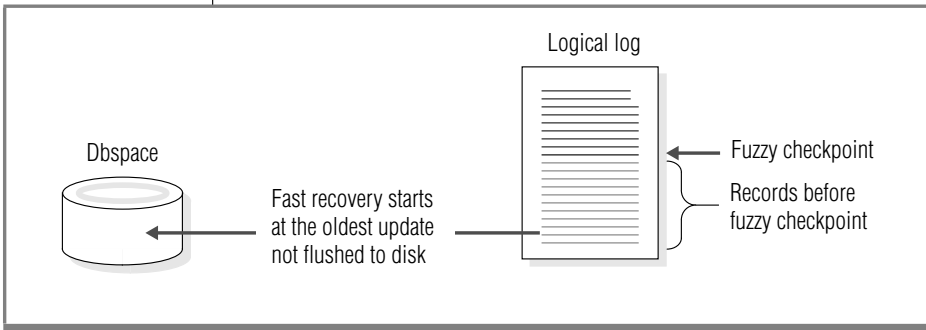 Logical log
Dbspace
Fuzzy checkpoint
Records before
fuzzy checkpoint
Fast recovery starts
at the oldest update
not flushed to disk